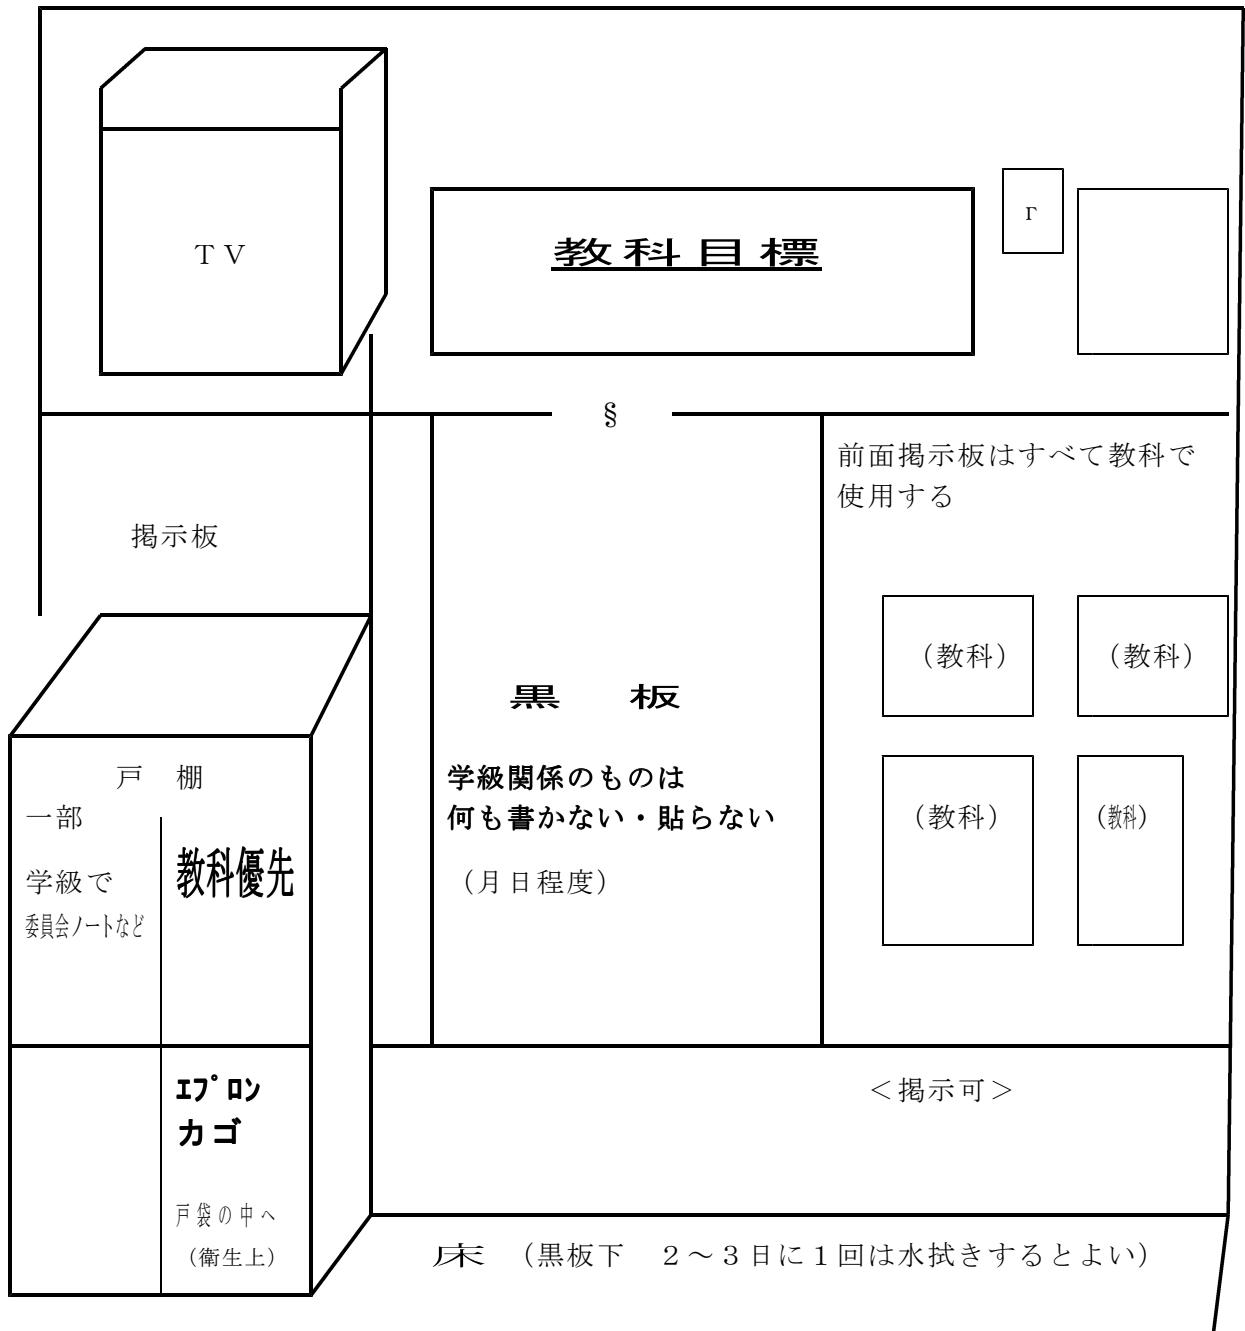 ＴＶ
教科目標
г
§
前面掲示板はすべて教科で
使用する
掲示板
（教科）
（教科）
黒　板
学級関係のものは
何も書かない・貼らない
（月日程度）
（教科）
（教科）
戸　棚
一部
学級で
委員会ノートなど
教科優先
ｴﾌﾟﾛﾝ
カゴ
戸袋の中へ
（衛生上）
＜掲示可＞
床　（黒板下　２～３日に１回は水拭きするとよい）